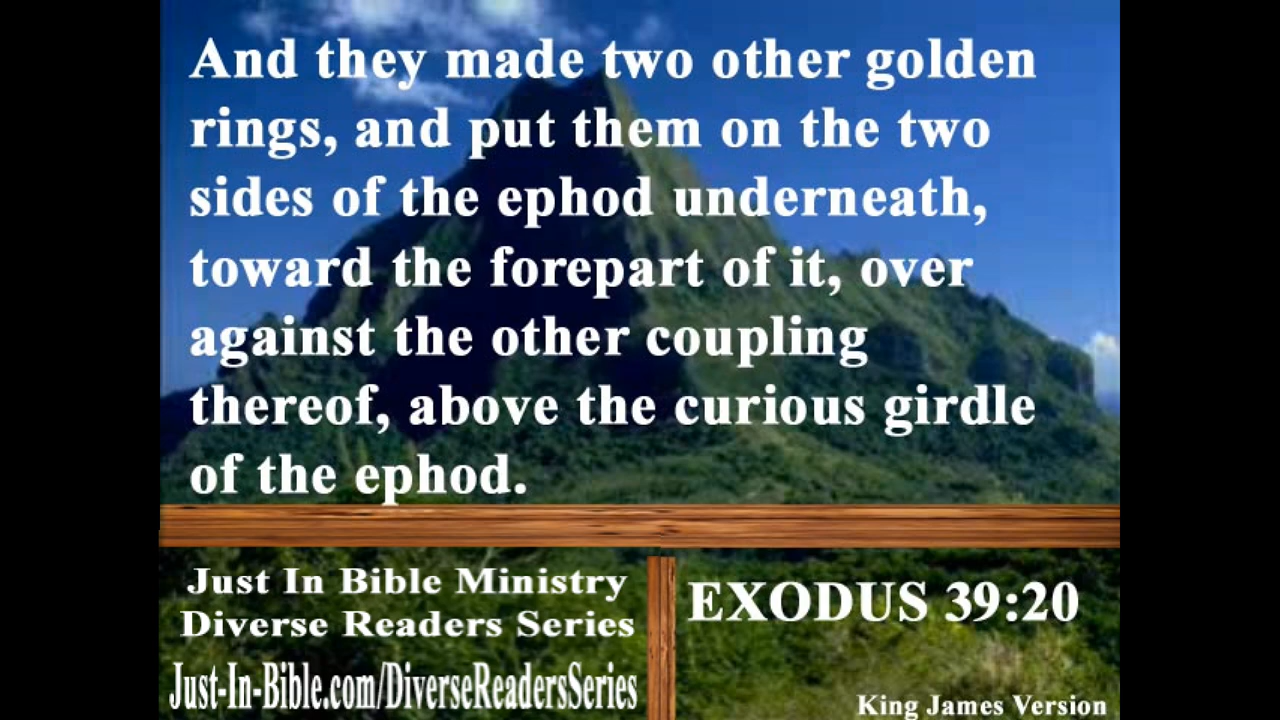 And they made two other golden
rings, and put them on the two
sides of the ephod underneath,
toward the forepart of it, over
against the other coupling
thereof, above the curious girdle
of the ephod.
Just In Bible Ministry
Diverse Readers Series
Just-In-Bible.com/DiverseReadersSeries
EXODUS 39:20
King James Version